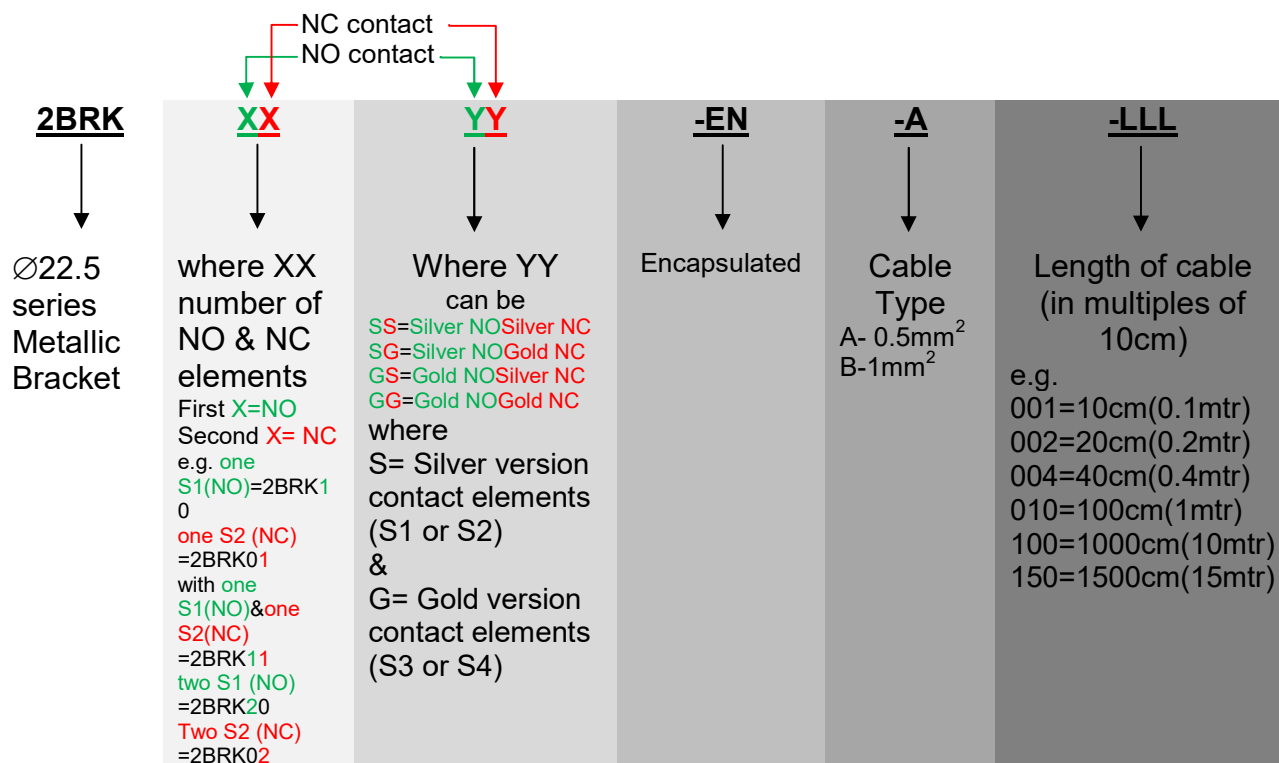 NC contact
NO contact
2BRK
XX
YY
-EN
-A
-LLL
∅22.5
series
Metallic
Bracket
where XX
number of
NO & NC
elements
First X=NO
Second X= NC
e.g. one
S1(NO)=2BRK1
0
one S2 (NC)
=2BRK01
with one
S1(NO)&one
S2(NC)
=2BRK11
two S1 (NO)
=2BRK20
Two S2 (NC)
=2BRK02
Where YY
can be
SS=Silver NOSilver NC
SG=Silver NOGold NC
GS=Gold NOSilver NC
GG=Gold NOGold NC
where
S= Silver version
contact elements
(S1 or S2)
&
G= Gold version
contact elements
(S3 or S4)
Encapsulated
Cable
Type
A- 0.5mm²
B-1mm²
Length of cable
(in multiples of
10cm)
e.g.
001=10cm(0.1mtr)
002=20cm(0.2mtr)
004=40cm(0.4mtr)
010=100cm(1mtr)
100=1000cm(10mtr)
150=1500cm(15mtr)